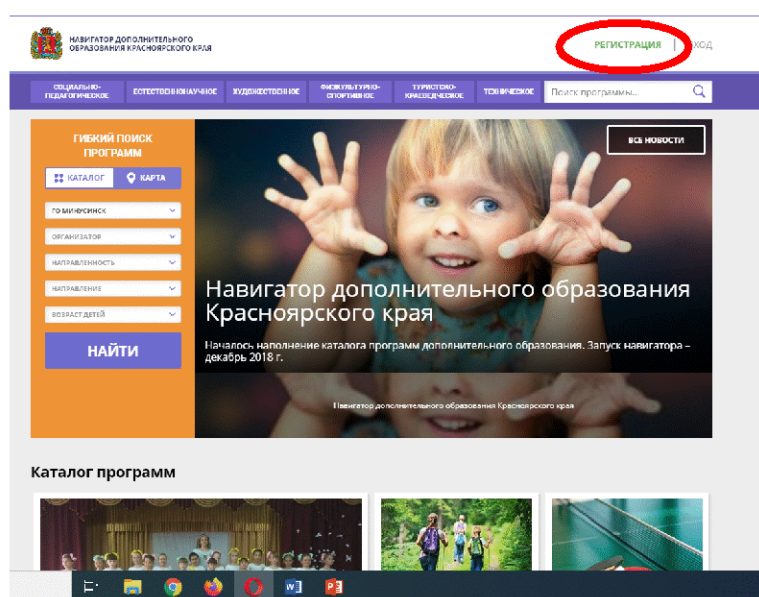 НАВИГАТОР ДОПОЛНИТЕЛЬНОГО
ОБРАЗОВАНИЯ КРАСНОЯРСКОГО КРАЯ
РЕГИСТРАЦИЯ
ХОД
СОЦИАЛЬНО-
ПЕДАГОГИЧЕСКОЕ
ЕСТЕСТВЕННОНАУЧНОЕ
ХУДОЖЕСТВЕННОЕ
ФИЗКУЛЬТУРНО-
СПОРТИВНОЕ
ТУРИСТСКО-
КРАЕВЕДЧЕСКОЕ
ТЕХНИЧЕСКОЕ
Поиск программы...
ГИБКИЙ ПОИСК
ПРОГРАММ
КАТАЛОГ
КАРТА
ГО МИНУСИНСК
ОРГАНИЗАТОР
НАПРАВЛЕННОСТЬ
НАПРАВЛЕНИЕ
ВОЗРАСТ ДЕТЕЙ
НАЙТИ
ВСЕ НОВОСТИ
Навигатор дополнительного образования
Красноярского края
Началось наполнение каталога программ дополнительного образования. Запуск навигатора –
декабрь 2018 г.
Навигатор дополнительного образования Красноярского края
Каталог программ